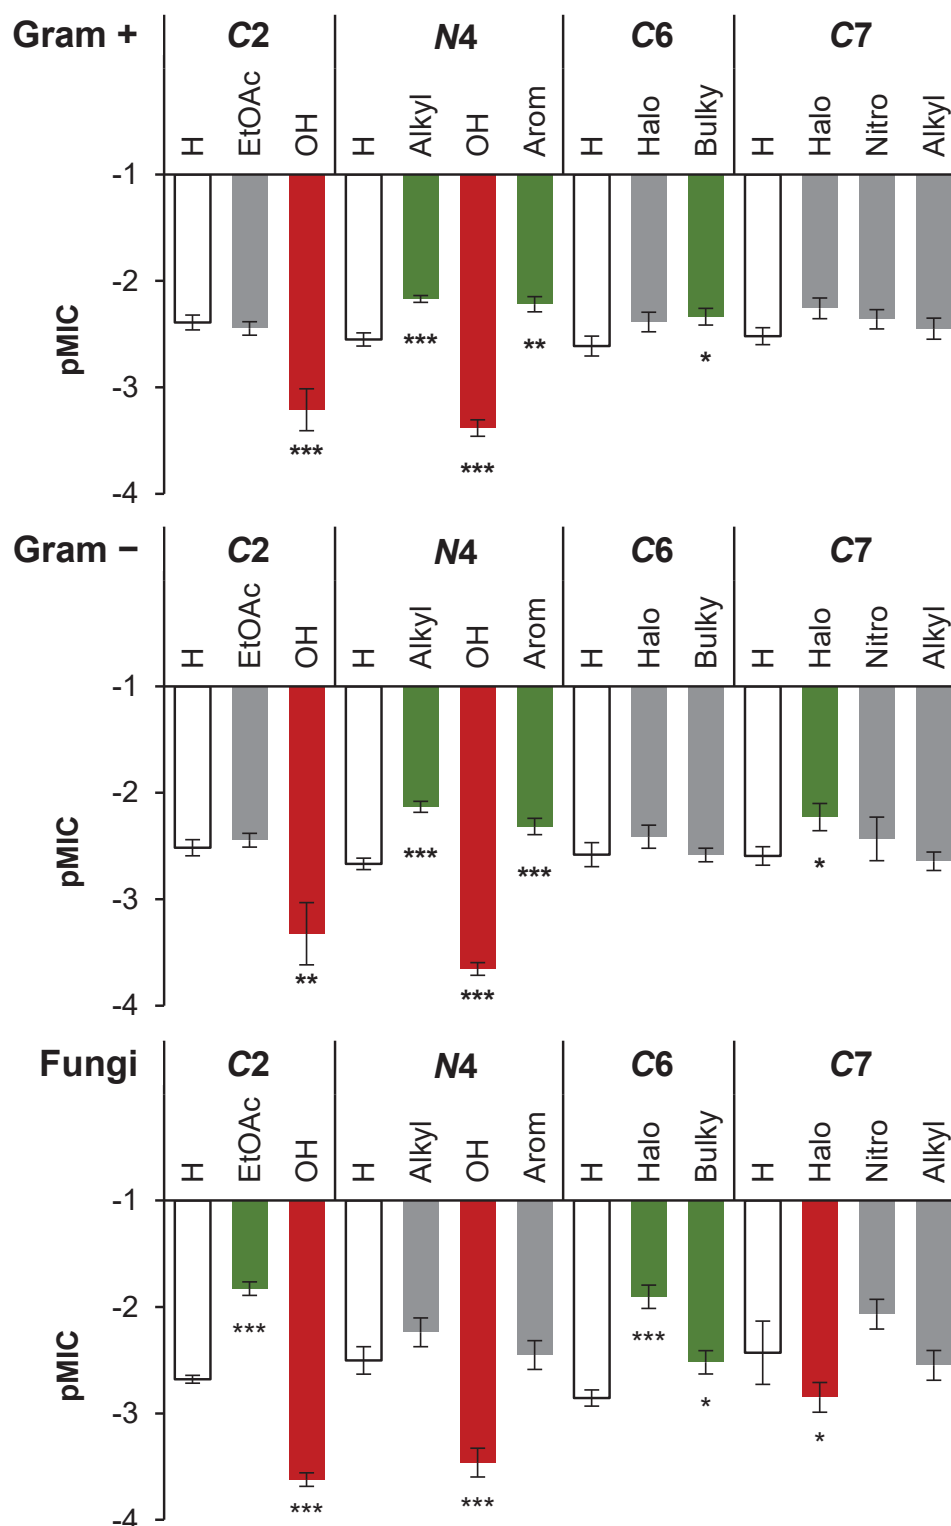 Gram + C2 N4 C6 C7
H EtOAc OH H Alkyl OH Arom H Halo Bulky H Halo Nitro Alkyl
-1
-2
*** ** *
-3
*** ***
-4
pMIC
Gram − C2 N4 C6 C7
H EtOAc OH H Alkyl OH Arom H Halo Bulky H Halo Nitro Alkyl
-1
-2
*** *** *
-3
** ***
-4
pMIC
Fungi C2 N4 C6 C7
H EtOAc OH H Alkyl OH Arom H Halo Bulky H Halo Nitro Alkyl
-1
-2
*** *** * *
-3
*** ***
-4
pMIC